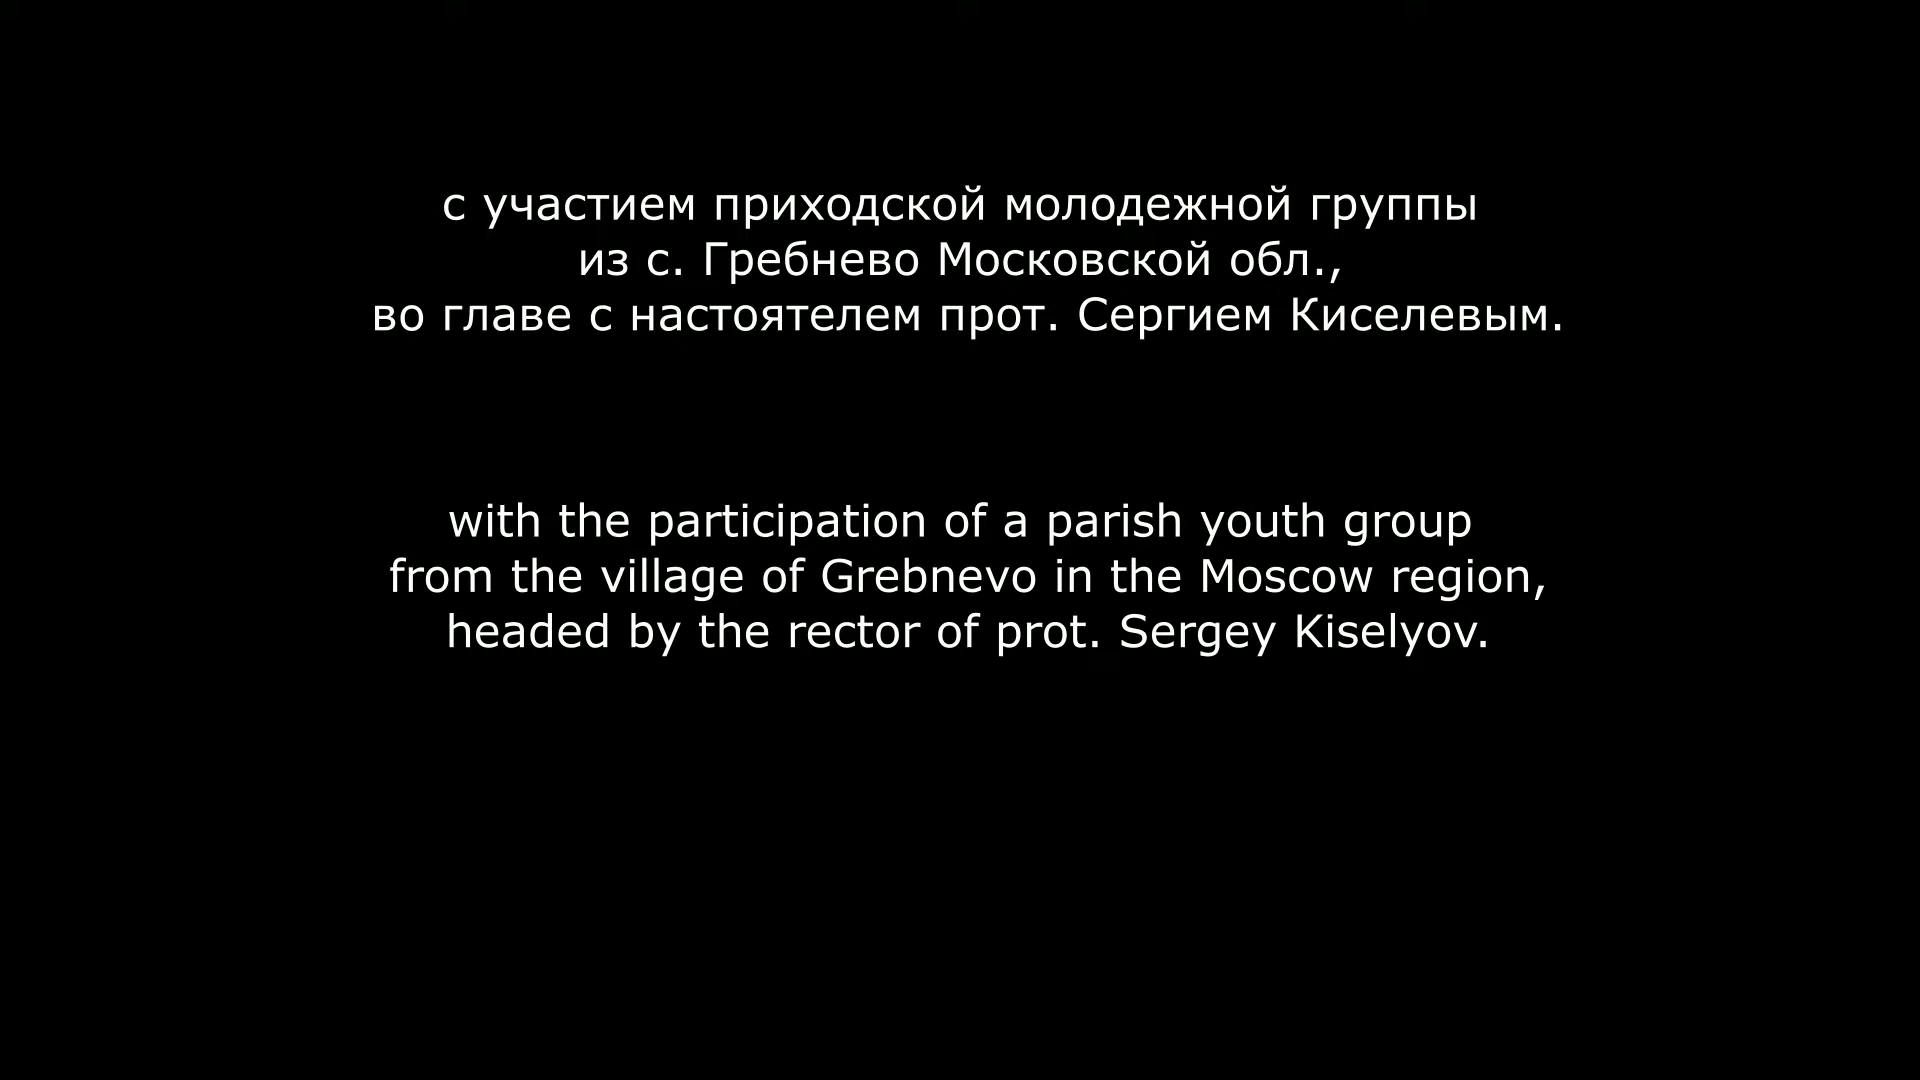 с участием приходской молодежной группы
из с. Гребнево Московской обл.,
во главе с настоятелем прот. Сергием Киселевым.
with the participation of a parish youth group
from the village of Grebnevo in the Moscow region,
headed by the rector of prot. Sergey Kiselyov.